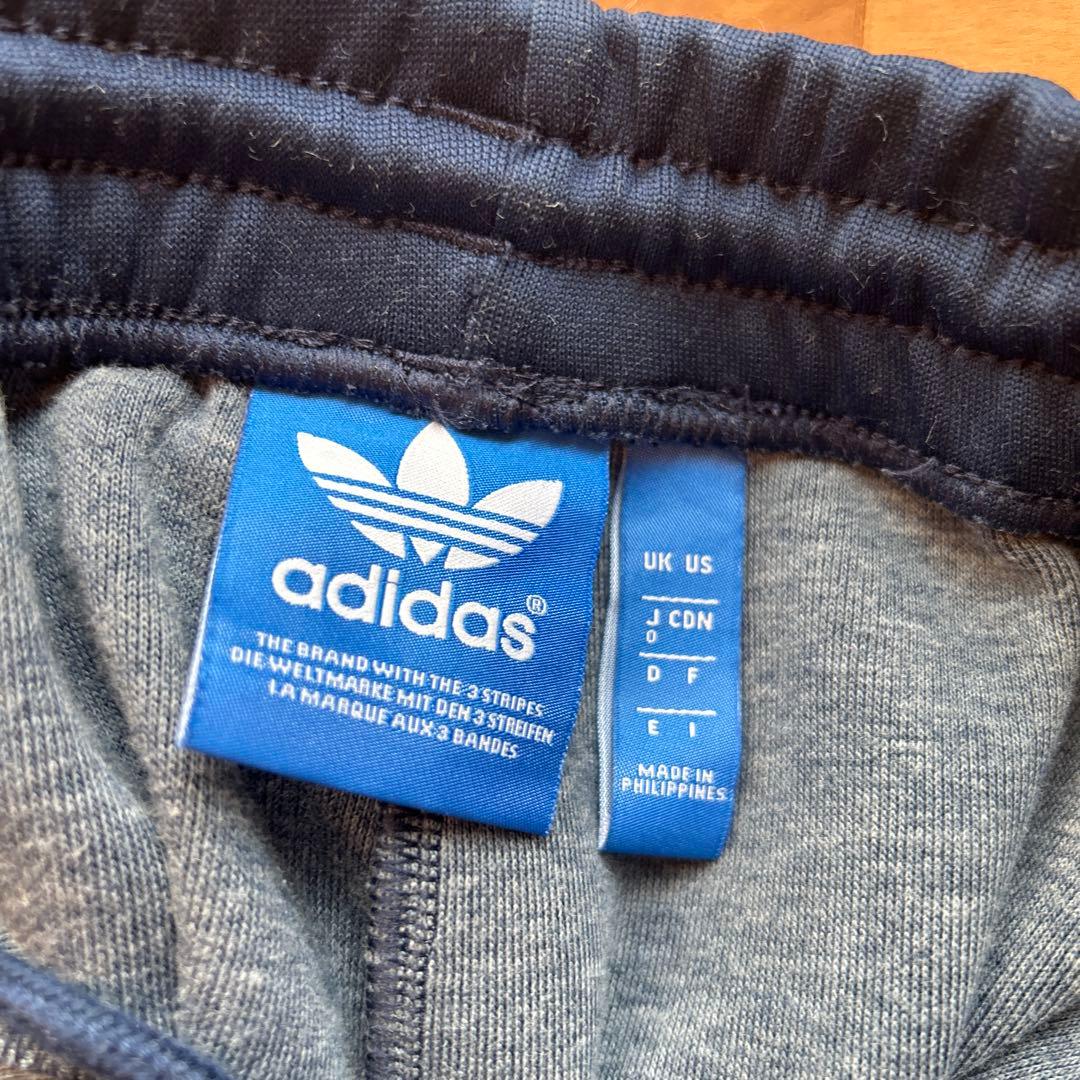 adidas®
THE BRAND WITH THE 3 STRIPES
DIE WELTMARKE MIT DEN 3 STREIFEN
LA MARQUE AUX 3 BANDES
UK US
J CDN
O
D F
E I
MADE IN
PHILIPPINES